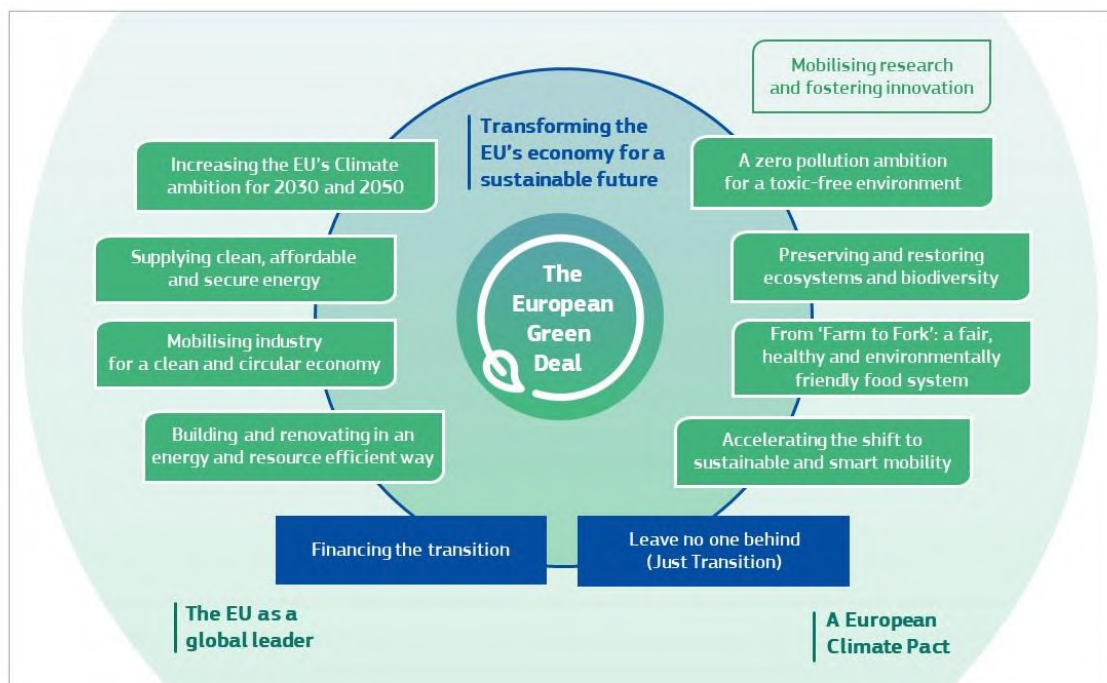 Mobilising research
and fostering innovation
Transforming the
EU's economy for a
sustainable future
Increasing the EU's Climate
ambition for 2030 and 2050
A zero pollution ambition
for a toxic-free environment
Supplying clean, affordable
and secure energy
Preserving and restoring
ecosystems and biodiversity
The
European
Green
Deal
Mobilising industry
for a clean and circular economy
From ‘Farm to Fork’: a fair,
healthy and environmentally
friendly food system
Building and renovating in an
energy and resource efficient way
Accelerating the shift to
sustainable and smart mobility
Financing the transition
Leave no one behind
(Just Transition)
The EU as a
global leader
A European
Climate Pact